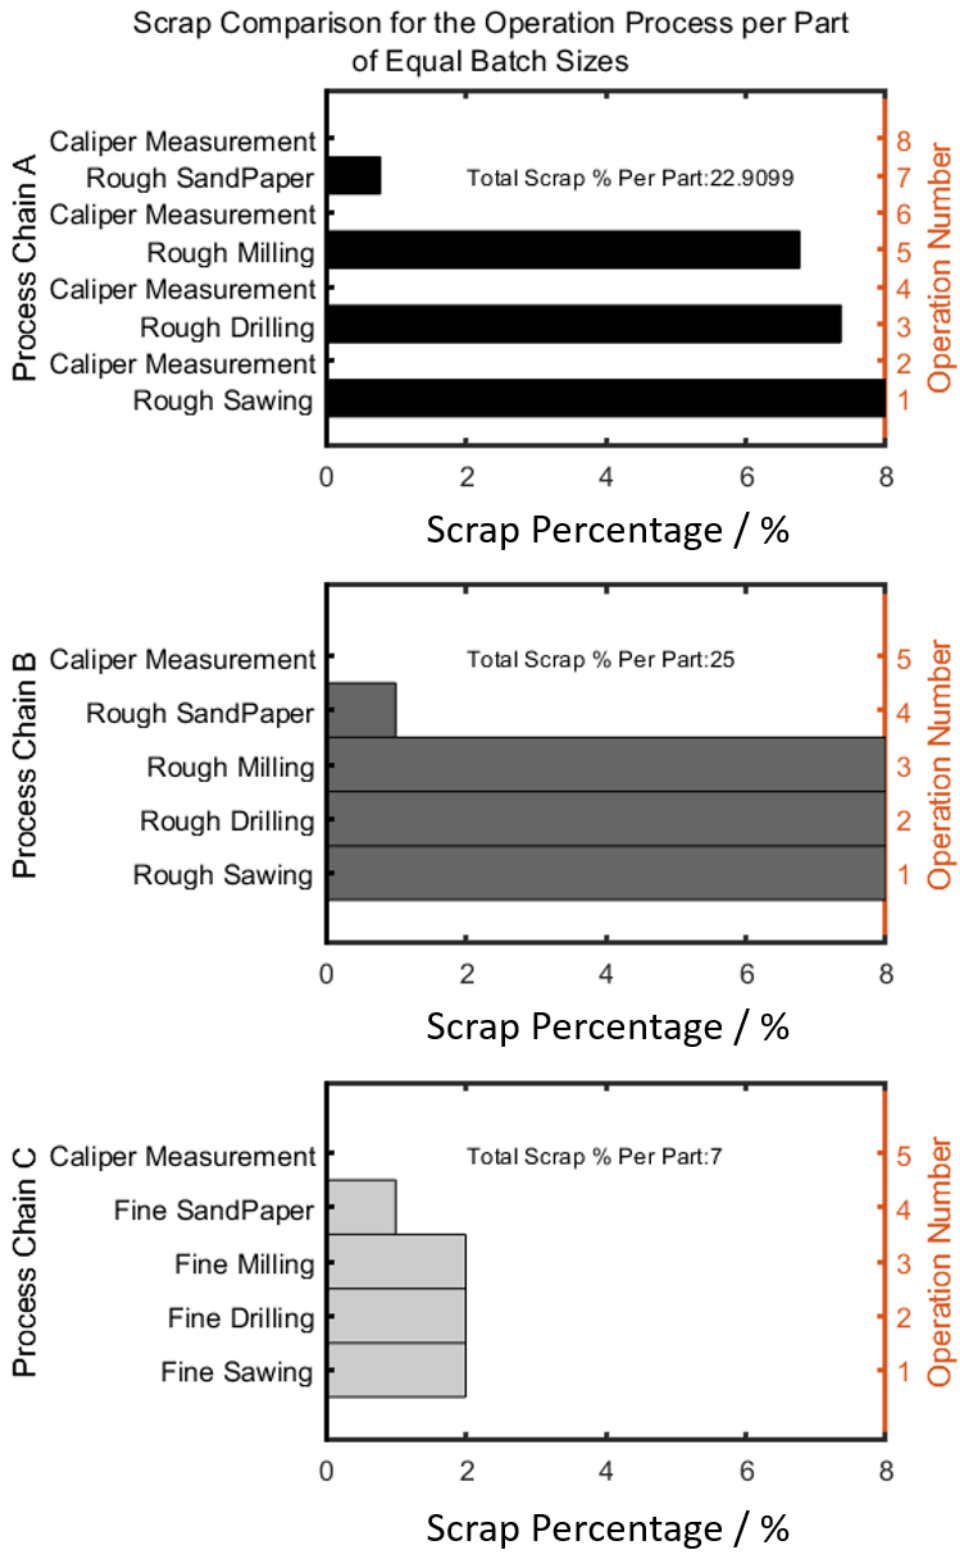 Scrap Comparison for the Operation Process per Part
of Equal Batch Sizes
Process Chain A
Caliper Measurement
Rough SandPaper
Caliper Measurement
Rough Milling
Caliper Measurement
Rough Drilling
Caliper Measurement
Rough Sawing
Total Scrap % Per Part:22.9099
8
7
6
5
4
3
2
1
Operation Number
0 2 4 6 8
Scrap Percentage / %
Process Chain B
Caliper Measurement
Rough SandPaper
Rough Milling
Rough Drilling
Rough Sawing
Total Scrap % Per Part:25
5
4
3
2
1
Operation Number
0 2 4 6 8
Scrap Percentage / %
Process Chain C
Caliper Measurement
Fine SandPaper
Fine Milling
Fine Drilling
Fine Sawing
Total Scrap % Per Part:7
5
4
3
2
1
Operation Number
0 2 4 6 8
Scrap Percentage / %